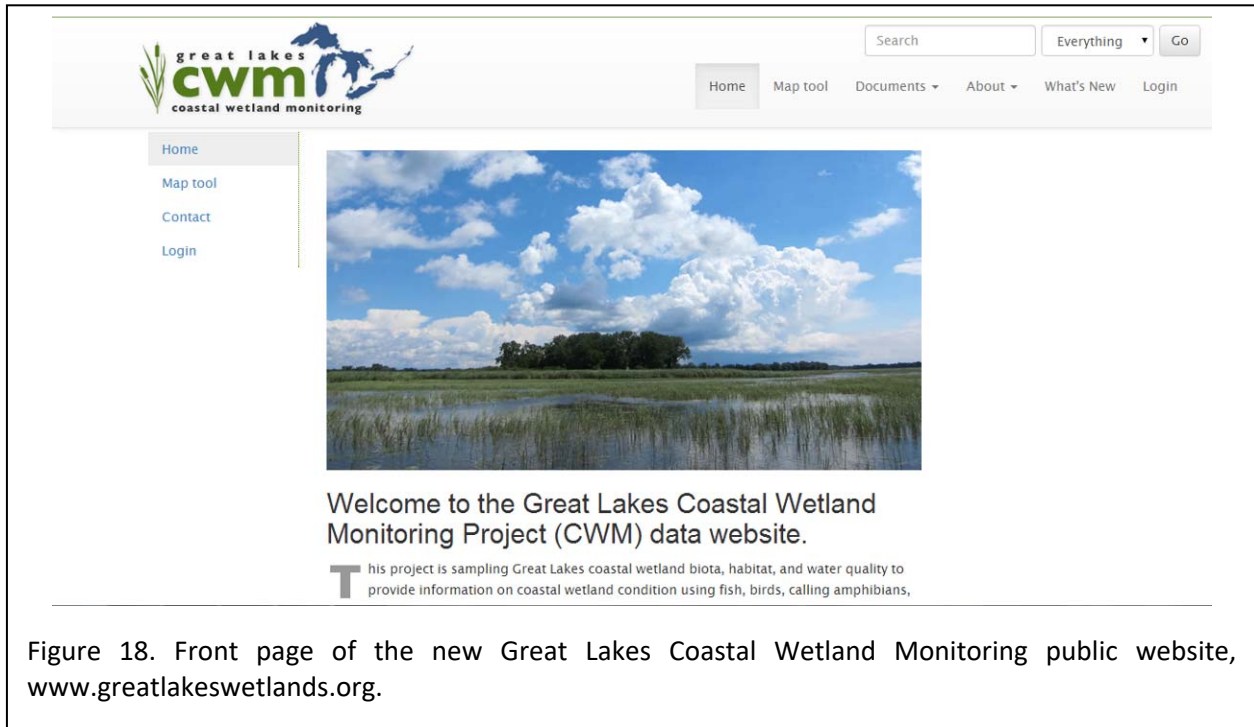 great lakes
cwm
coastal wetland monitoring
Search
Everything
Go
Home
Map tool
Documents
About
What's New
Login
Home
Map tool
Contact
Login
Welcome to the Great Lakes Coastal Wetland
Monitoring Project (CWM) data website.
This project is sampling Great Lakes coastal wetland biota, habitat, and water quality to
provide information on coastal wetland condition using fish, birds, calling amphibians,
Figure 18. Front page of the new Great Lakes Coastal Wetland Monitoring public website,
www.greatlakeswetlands.org.